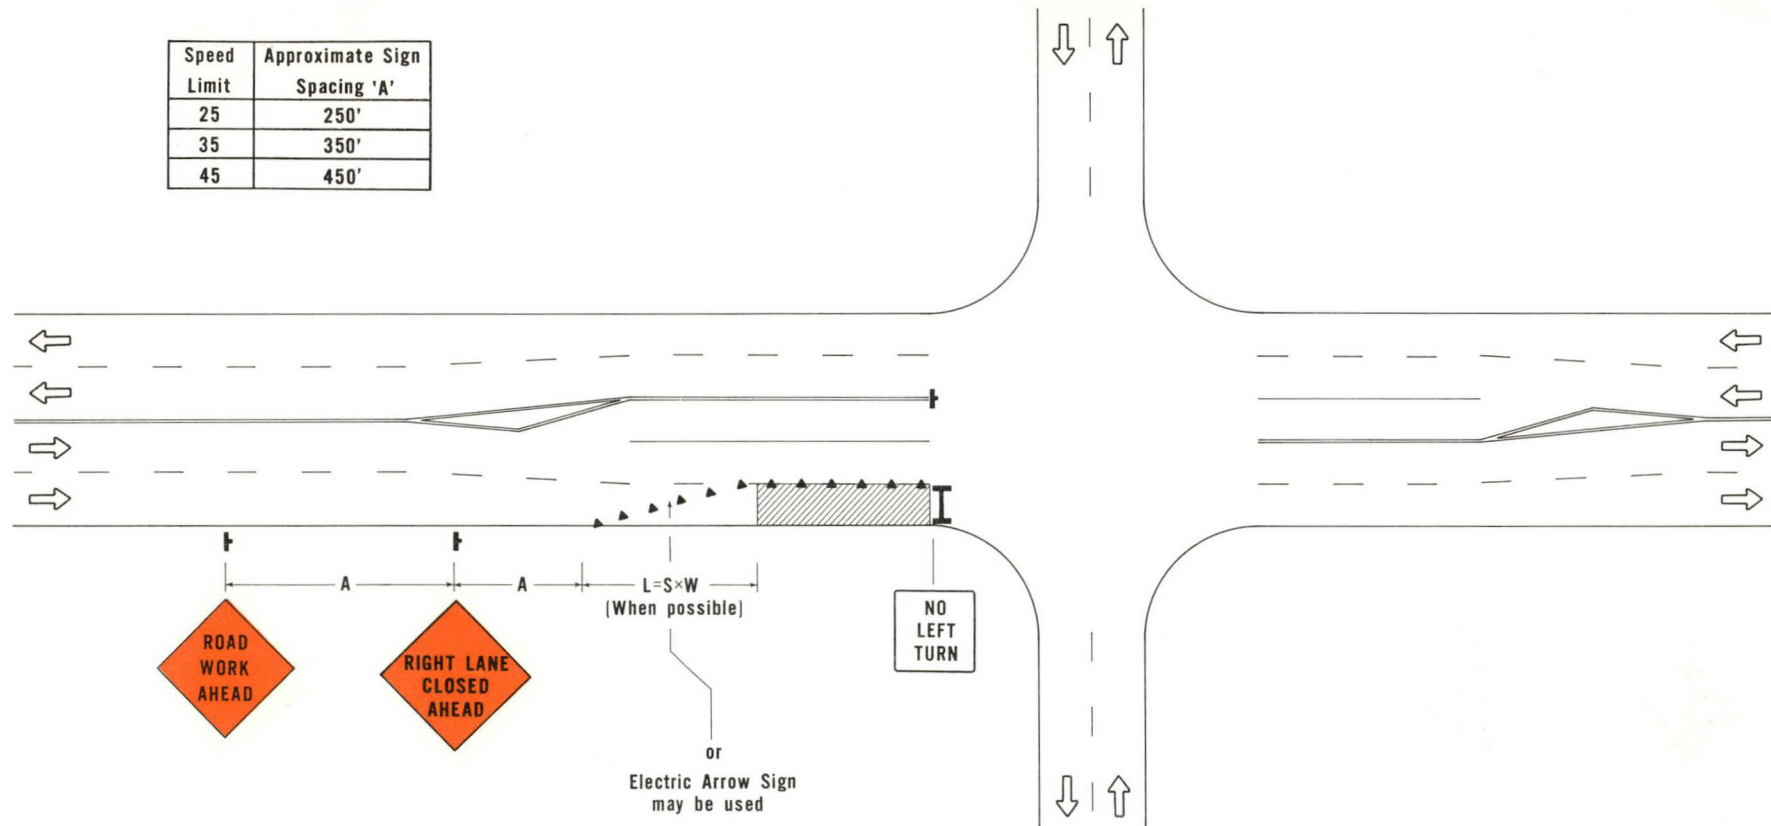 Speed Limit | Approximate Sign Spacing 'A'
25 | 250'
35 | 350'
45 | 450'
A
A
L=S×W
(When possible)
ROAD
WORK
AHEAD
RIGHT LANE
CLOSED
AHEAD
NO
LEFT
TURN
or
Electric Arrow Sign
may be used